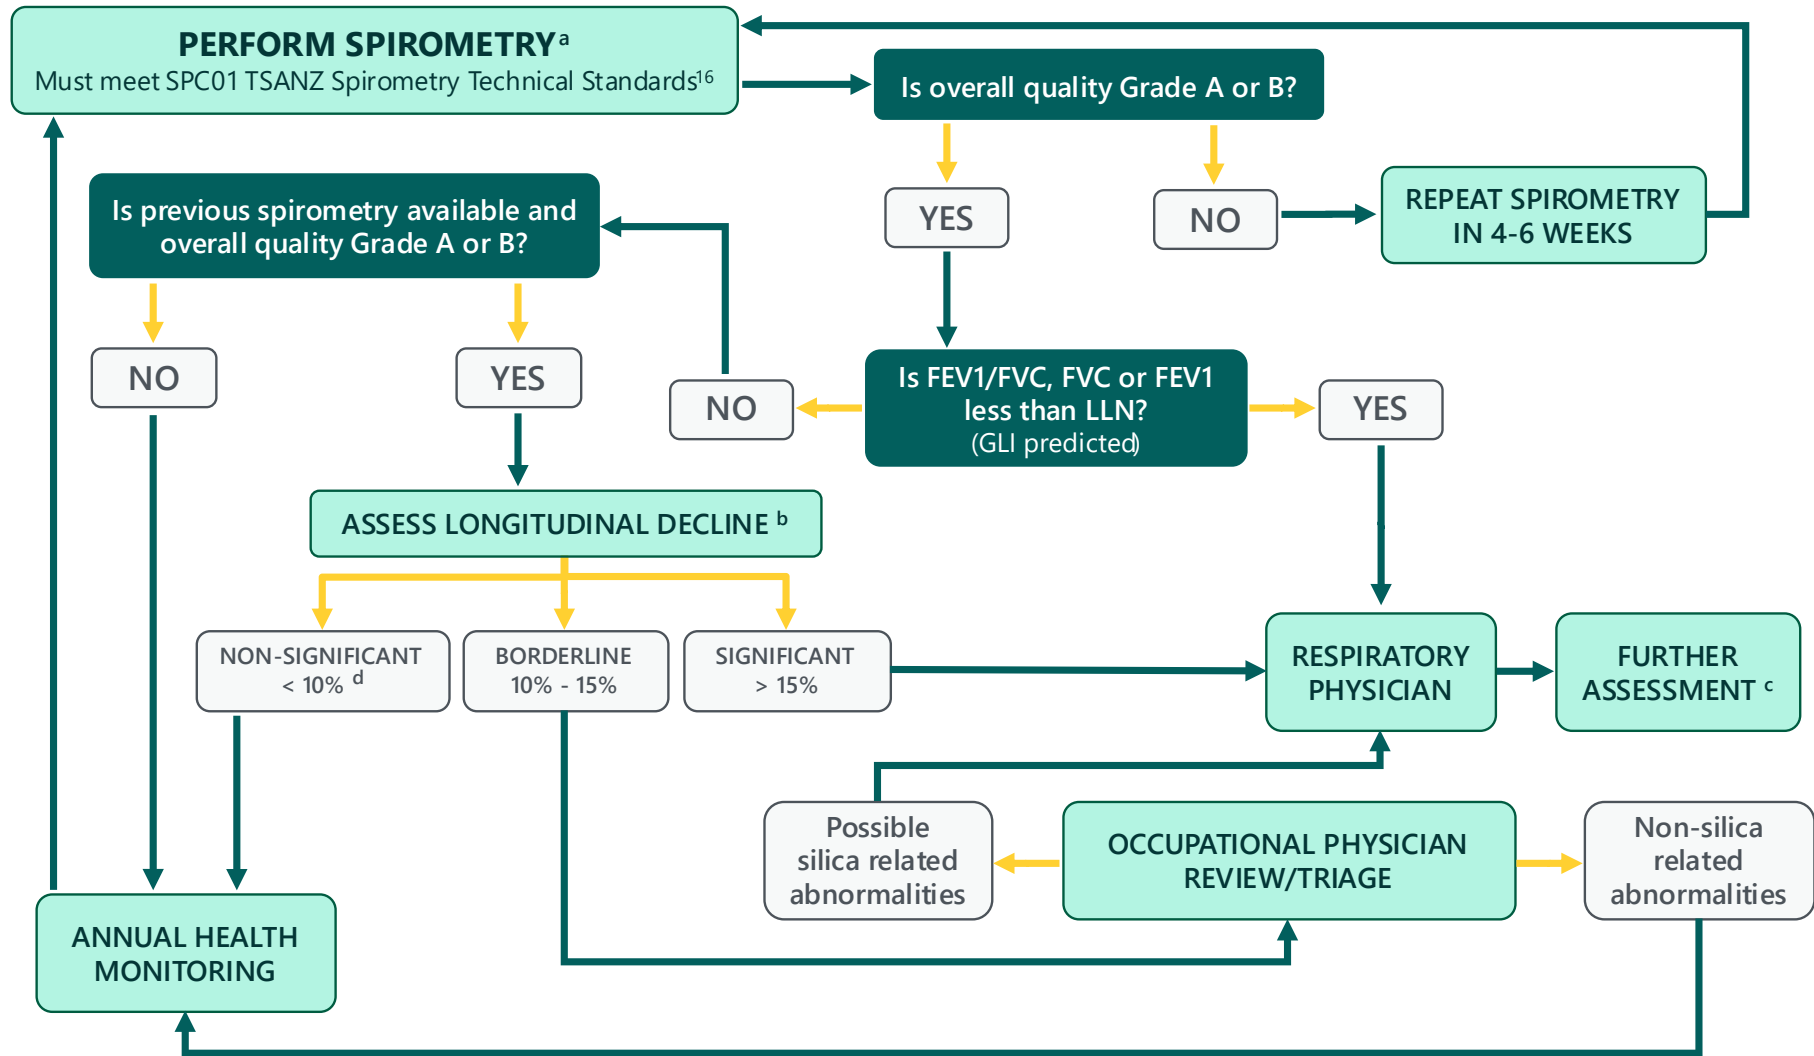 PERFORM SPIROMETRY a
Must meet SPC01 TSANZ Spirometry Technical Standards16
Is overall quality Grade A or B?
YES
NO
REPEAT SPIROMETRY
IN 4-6 WEEKS
Is previous spirometry available and
overall quality Grade A or B?
NO
YES
NO
Is FEV1/FVC, FVC or FEV1
less than LLN?
(GLI predicted)
YES
ASSESS LONGITUDINAL DECLINE b
NON-SIGNIFICANT
< 10% d
BORDERLINE
10% - 15%
SIGNIFICANT
> 15%
RESPIRATORY
PHYSICIAN
FURTHER
ASSESSMENT c
Possible
silica related
abnormalities
OCCUPATIONAL PHYSICIAN
REVIEW/TRIAGE
Non-silica
related
abnormalities
ANNUAL HEALTH
MONITORING